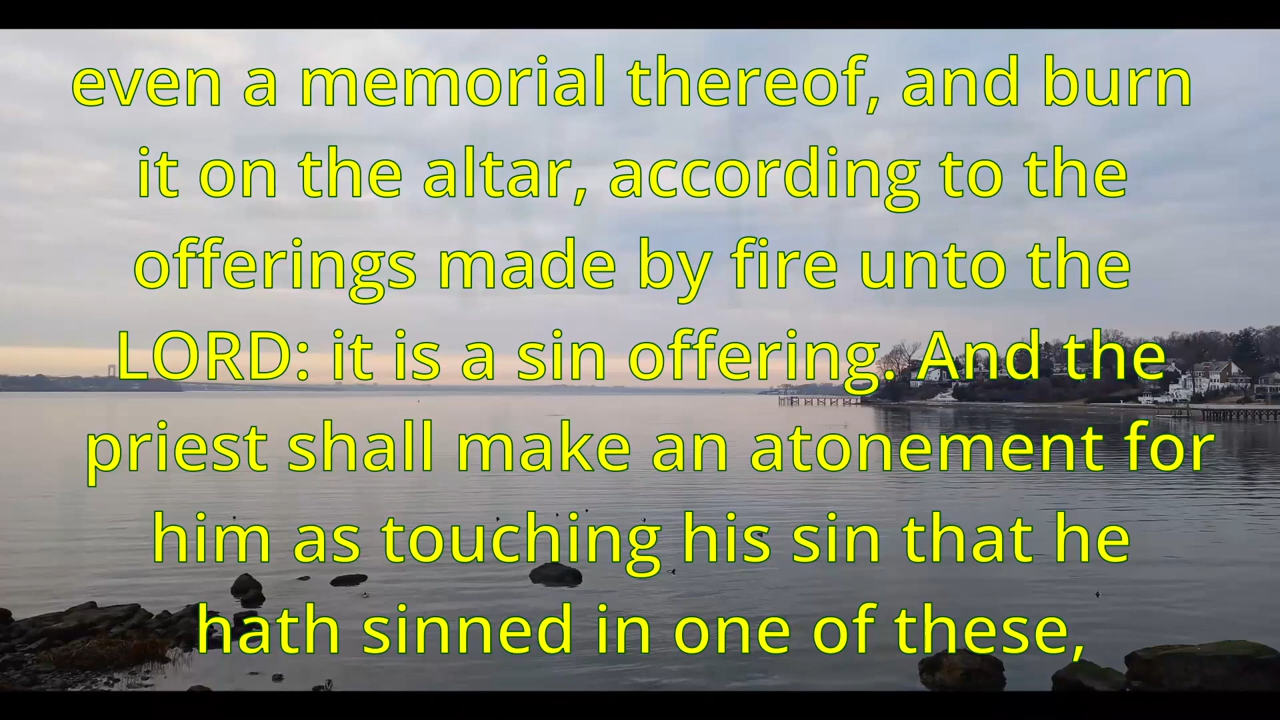 even a memorial thereof, and burn
it on the altar, according to the
offerings made by fire unto the
LORD: it is a sin offering. And the
priest shall make an atonement for
him as touching his sin that he
hath sinned in one of these,